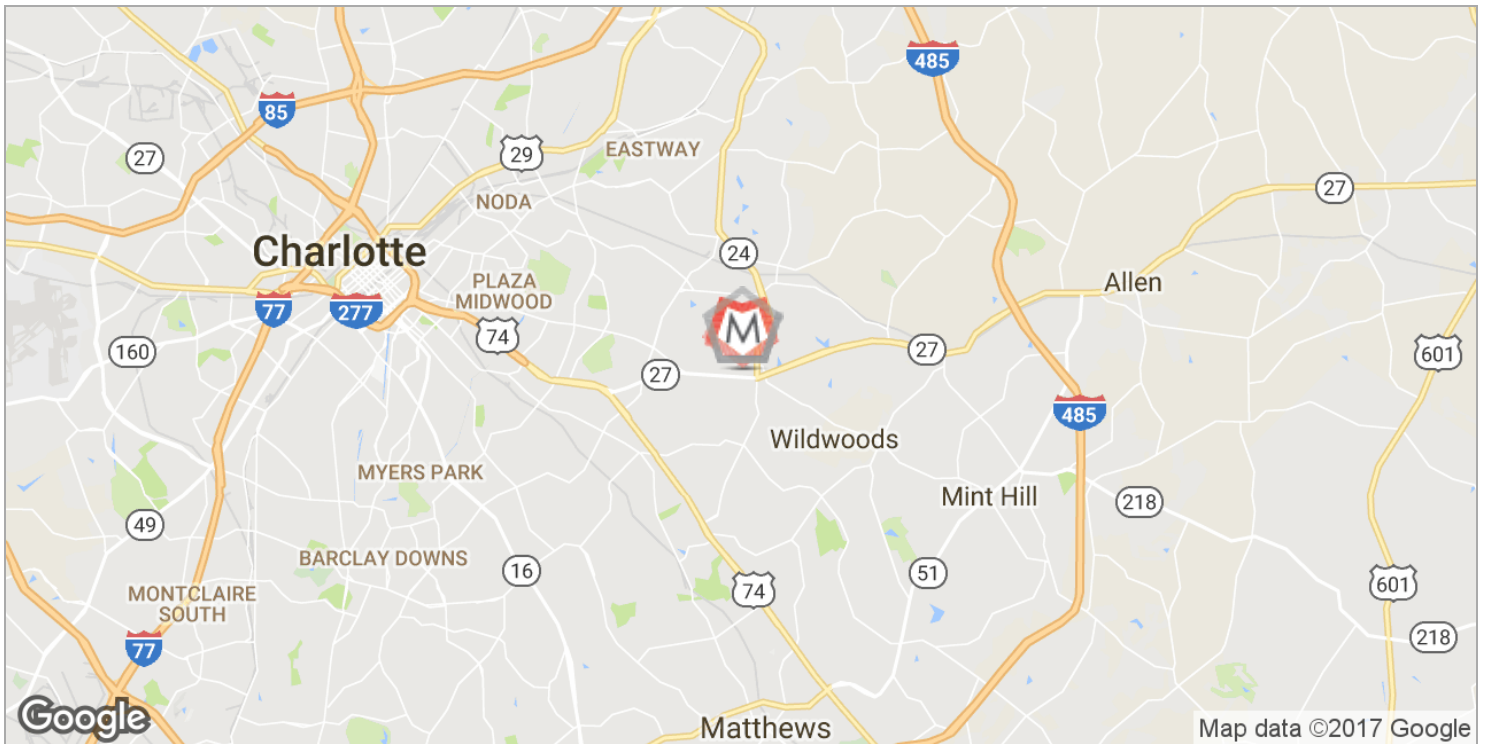 485
85
29
EASTWAY
27
27
NODA
Charlotte
24
PLAZA
MIDWOOD
Allen
77
277
74
M
160
27
601
27
485
Wildwoods
MYERS PARK
Mint Hill
218
49
BARCLAY DOWNS
16
51
74
601
MONTCLAIRE
SOUTH
77
218
Google
Matthews
Map data ©2017 Google